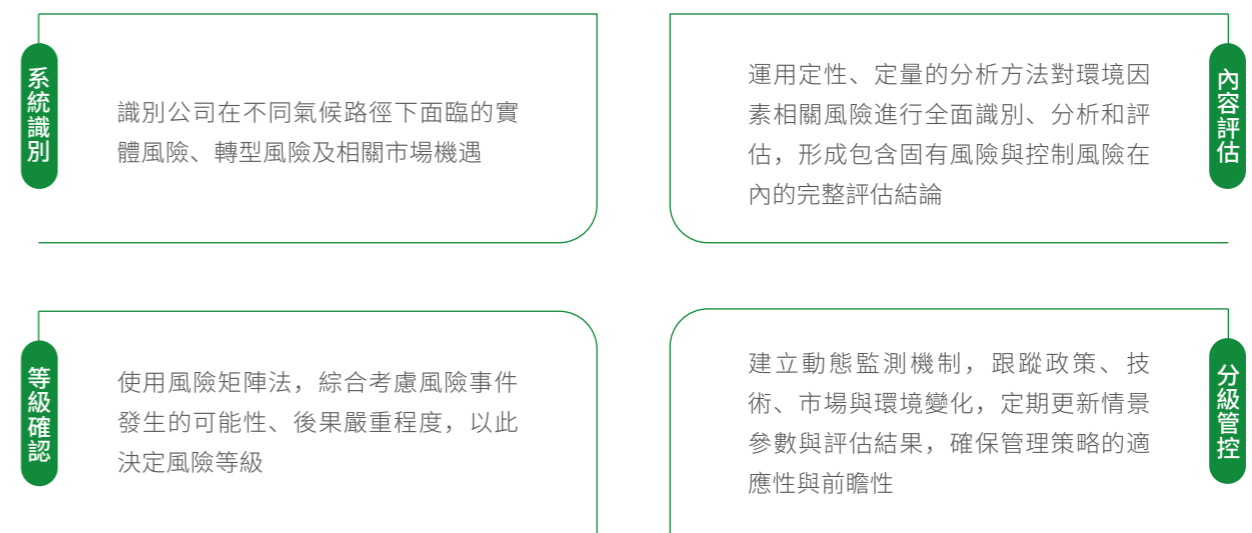 系統識別
識別公司在不同氣候路徑下面臨的實
體風險、轉型風險及相關市場機遇
內容評估
運用定性、定量的分析方法對環境因
素相關風險進行全面識別、分析和評
估，形成包含固有風險與控制風險在
內的完整評估結論
等級確認
使用風險矩陣法，綜合考慮風險事件
發生的可能性、後果嚴重程度，以此
決定風險等級
分級管控
建立動態監測機制，跟蹤政策、技
術、市場與環境變化，定期更新情景
參數與評估結果，確保管理策略的適
應性與前瞻性